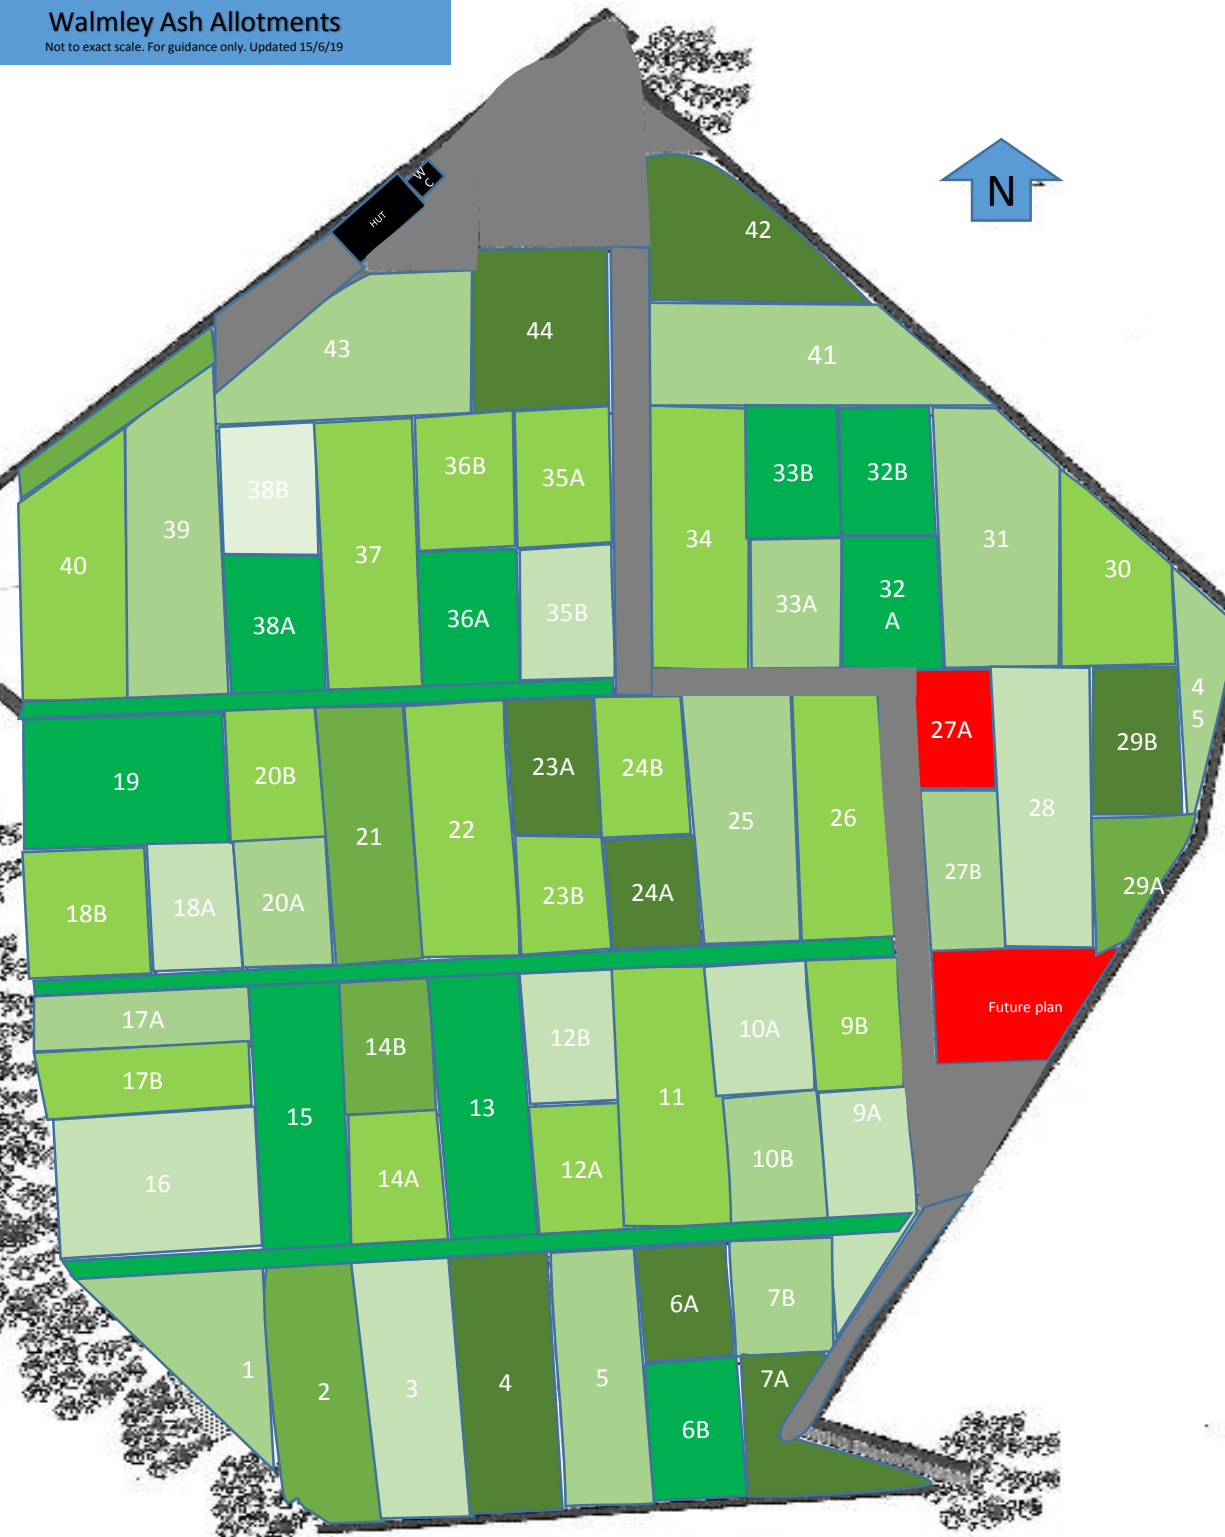 Walmley Ash Allotments
Not to exact scale. For guidance only. Updated 15/6/19
W
C
HUT
N
42
44
43
41
36B
35A
33B
32B
38B
39
34
31
37
40
30
32
A
33A
35B
36A
38A
4
5
27A
29B
23A
24B
20B
19
28
26
25
22
21
27B
29A
24A
23B
20A
18A
18B
Future plan
17A
9B
10A
12B
14B
17B
11
13
9A
15
10B
12A
14A
16
7B
6A
1
5
7A
4
3
2
6B